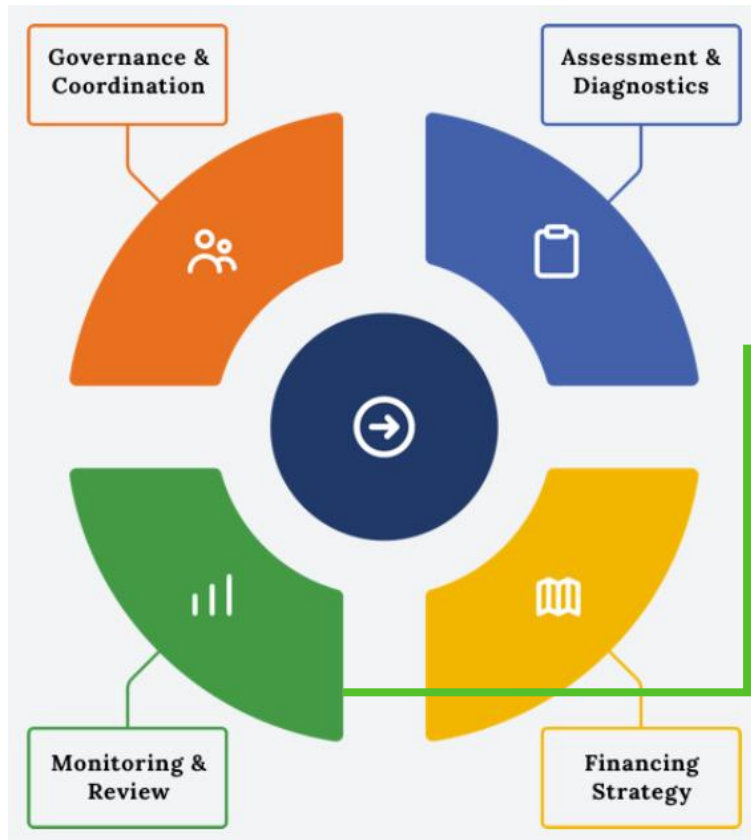 Governance &
Coordination
Assessment &
Diagnostics
Monitoring &
Review
Financing
Strategy